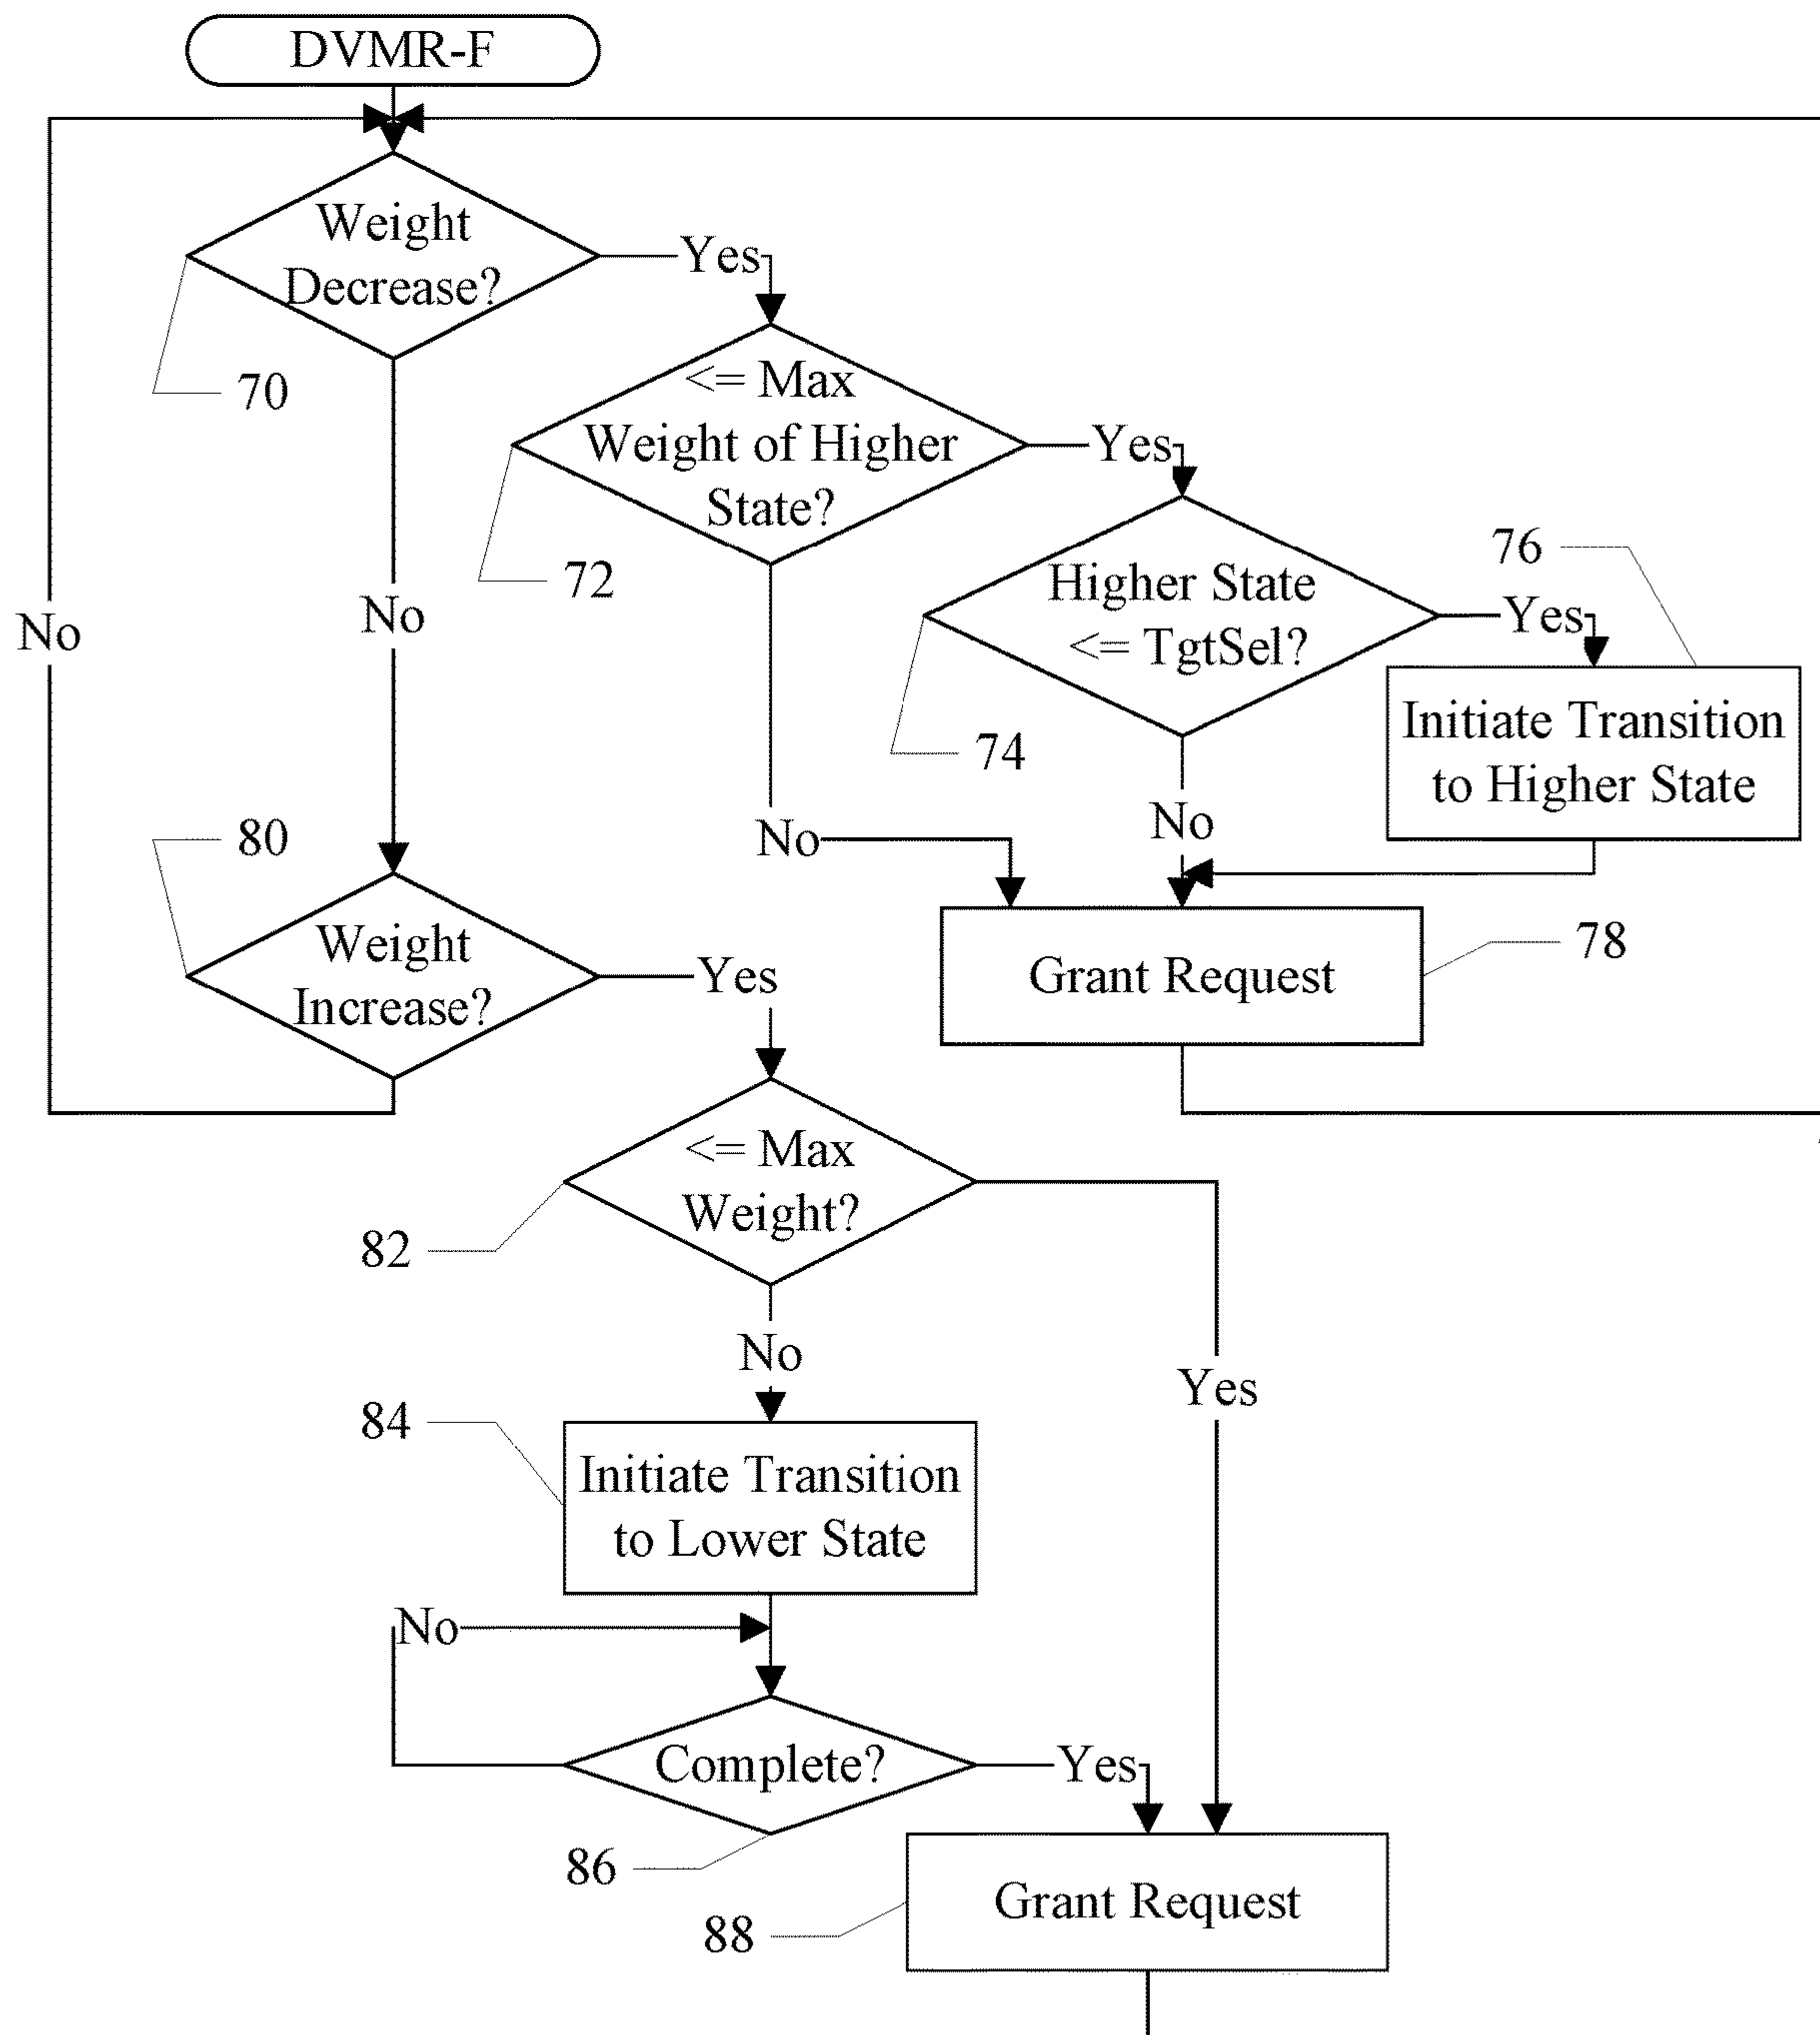 DVMR-F
Weight
Decrease?
Yes
70
<= Max
Weight of Higher
State?
Yes
72
Higher State
<= TgtSel?
Yes
76
74
Initiate Transition
to Higher State
No
No
No
No
80
Weight
Increase?
Yes
Grant Request
78
<= Max
Weight?
82
No
Yes
84
Initiate Transition
to Lower State
No
Complete?
Yes
86
Grant Request
88